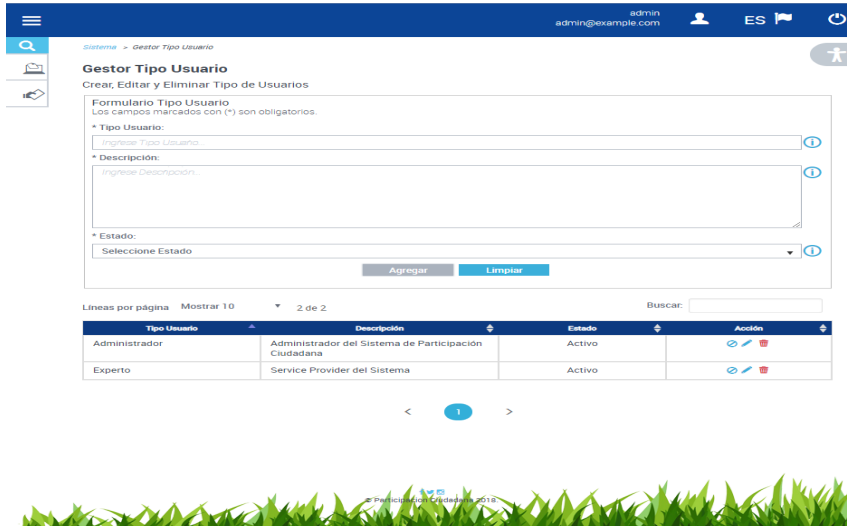 admin
admin@example.com
ES
Sistema > Gestor Tipo Usuario
Gestor Tipo Usuario
Crear, Editar y Eliminar Tipo de Usuarios
Formulario Tipo Usuario
Los campos marcados con (*) son obligatorios.
* Tipo Usuario:
Ingrese Tipo Usuario..
* Descripción:
Ingrese Descripción..
* Estado:
Seleccione Estado
Agregar Limpiar
Líneas por página Mostrar 10 2 de 2 Buscar:
Tipo Usuario Descripción Estado Acción
Administrador Administrador del Sistema de Participación Ciudadana Activo
Experto Service Provider del Sistema Activo
< 1 >
© Participación Ciudadana 2018.